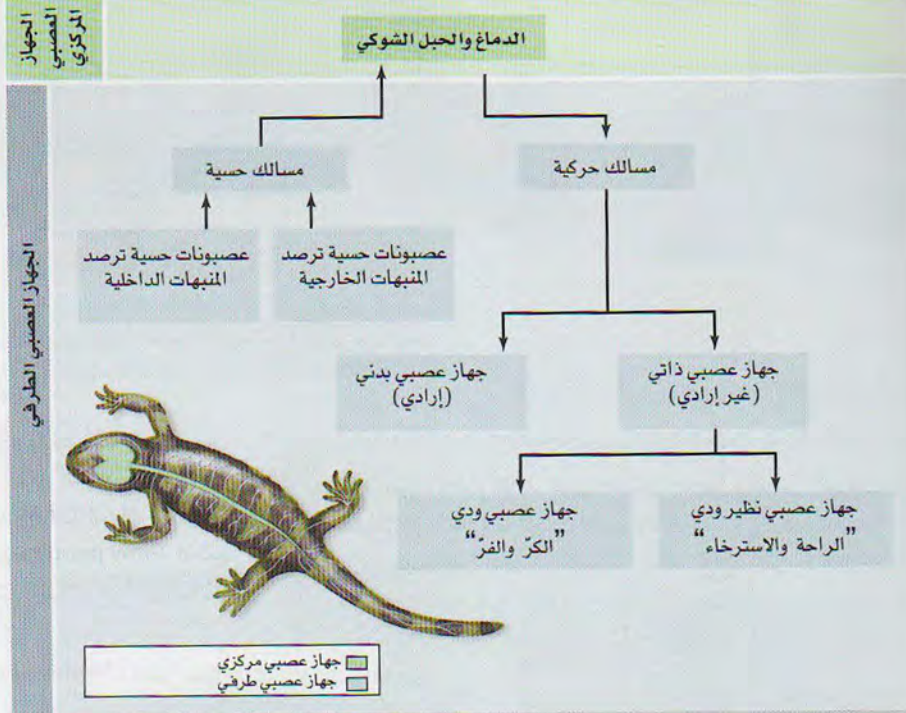 الجهاز
العصبي
المركزي
الدماغ والحبل الشوكي
الجهاز العصبي الطرفي
مسالك حركية
مسالك حسية
عصبونات حسية ترصد
المنبهات الخارجية
عصبونات حسية ترصد
المنبهات الداخلية
جهاز عصبي ذاتي
(غير إرادي)
جهاز عصبي بدني
(إرادي)
جهاز عصبي نظير ودي
"الراحة والاسترخاء"
جهاز عصبي ودي
"الكرّ والفرّ"
جهاز عصبي مركزي
جهاز عصبي طرفي